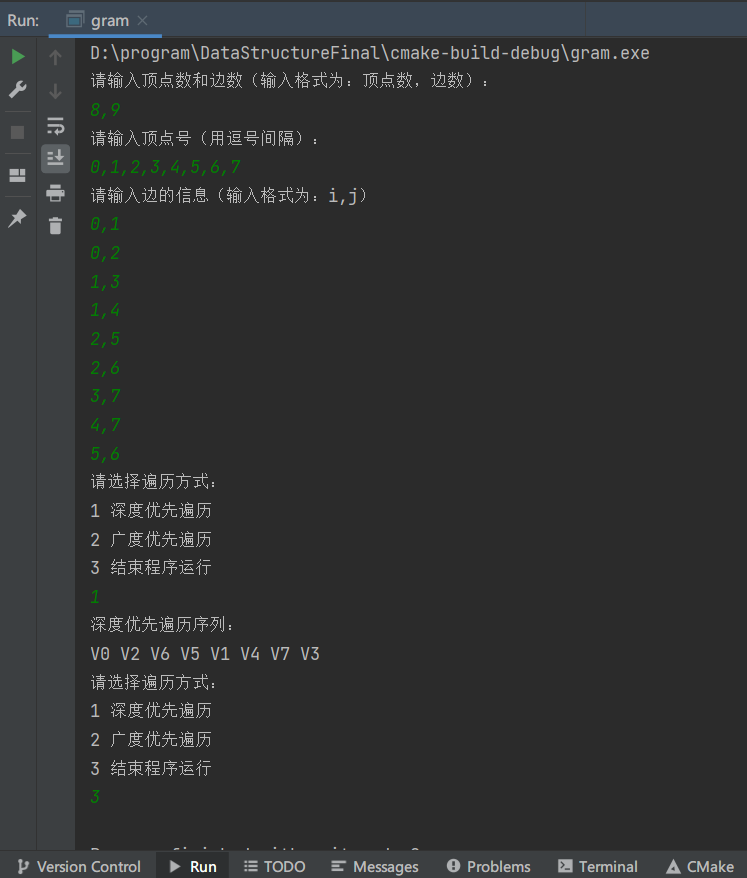 Run: gram
D:\program\DataStructureFinal\cmake-build-debug\gram.exe
请输入顶点数和边数（输入格式为：顶点数，边数）：
8,9
请输入顶点号（用逗号间隔）：
0,1,2,3,4,5,6,7
请输入边的信息（输入格式为：i,j）
0,1
0,2
1,3
1,4
2,5
2,6
3,7
4,7
5,6
请选择遍历方式：
1 深度优先遍历
2 广度优先遍历
3 结束程序运行
1
深度优先遍历序列：
V0 V2 V6 V5 V1 V4 V7 V3
请选择遍历方式：
1 深度优先遍历
2 广度优先遍历
3 结束程序运行
3
Version Control Run TODO Messages Problems Terminal CMake